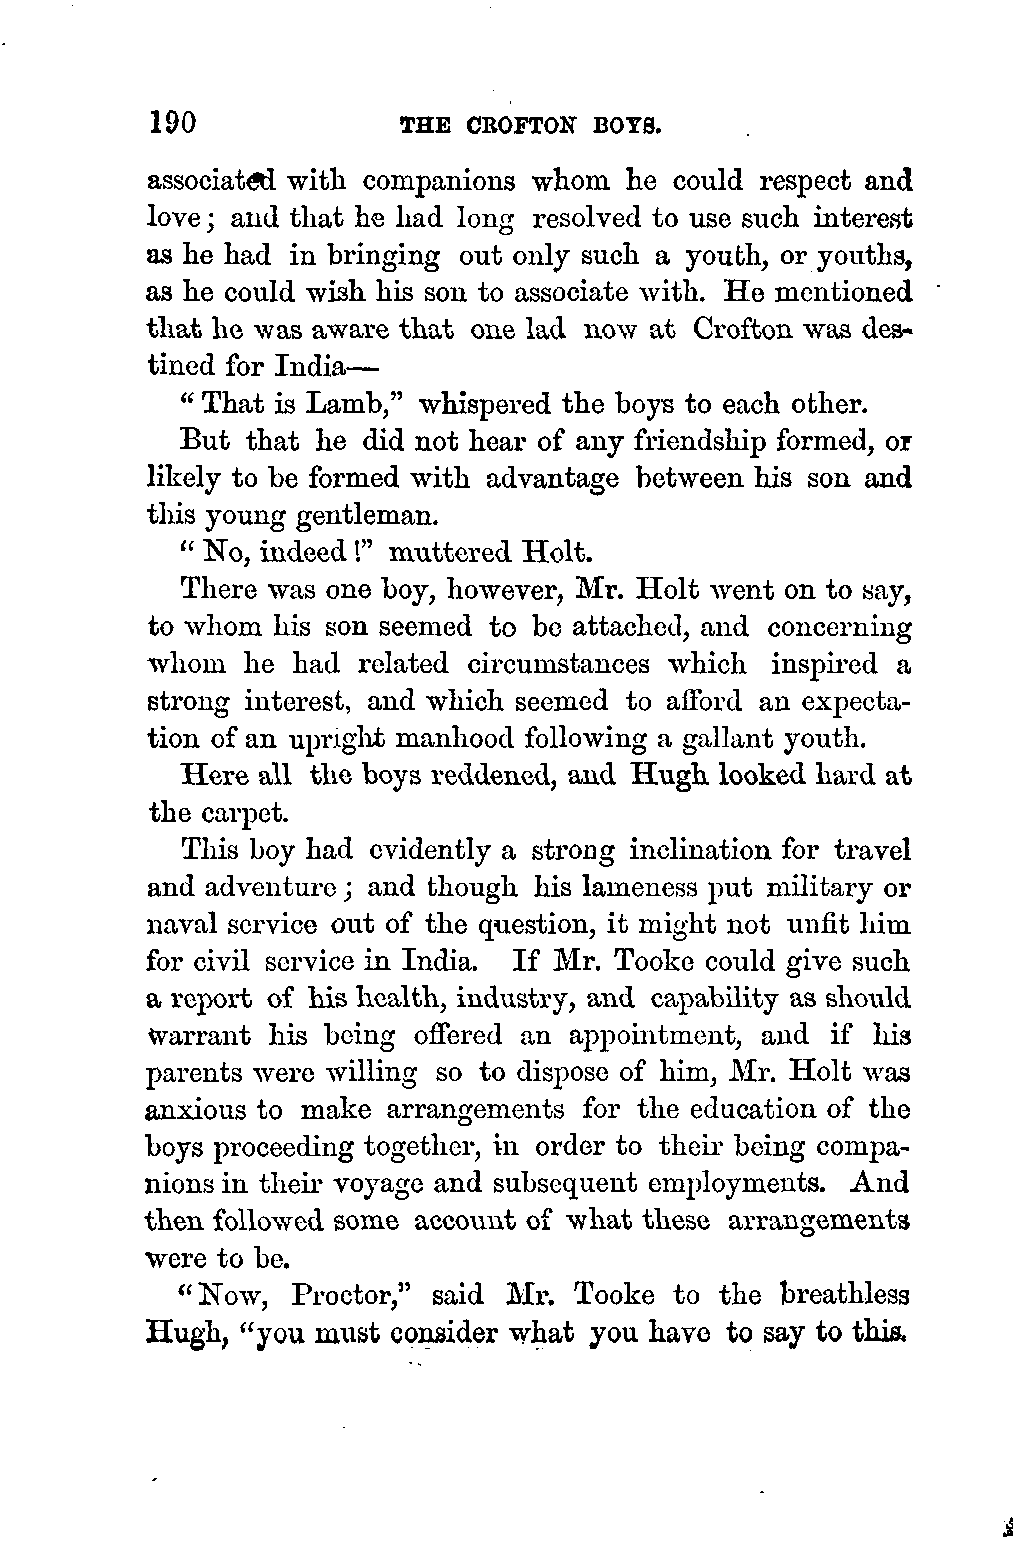 190 THE CROFTON BOYS.
associated with companions whom he could respect and
love; and that he had long resolved to use such interest
as he had in bringing out only such a youth, or youths,
as he could wish his son to associate with. He mentioned
that he was aware that one lad now at Crofton was des-
tined for India—
“That is Lamb,” whispered the boys to each other.
But that he did not hear of any friendship formed, or
likely to be formed with advantage between his son and
this young gentleman.
“No, indeed!” muttered Holt.
There was one boy, however, Mr. Holt went on to say,
to whom his son seemed to be attached, and concerning
whom he had related circumstances which inspired a
strong interest, and which seemed to afford an expecta-
tion of an upright manhood following a gallant youth.
Here all the boys reddened, and Hugh looked hard at
the carpet.
This boy had evidently a strong inclination for travel
and adventure; and though his lameness put military or
naval service out of the question, it might not unfit him
for civil service in India. If Mr. Tooke could give such
a report of his health, industry, and capability as should
warrant his being offered an appointment, and if his
parents were willing so to dispose of him, Mr. Holt was
anxious to make arrangements for the education of the
boys proceeding together, in order to their being compa-
nions in their voyage and subsequent employments. And
then followed some account of what these arrangements
were to be.
“Now, Proctor,” said Mr. Tooke to the breathless
Hugh, “you must consider what you have to say to this.